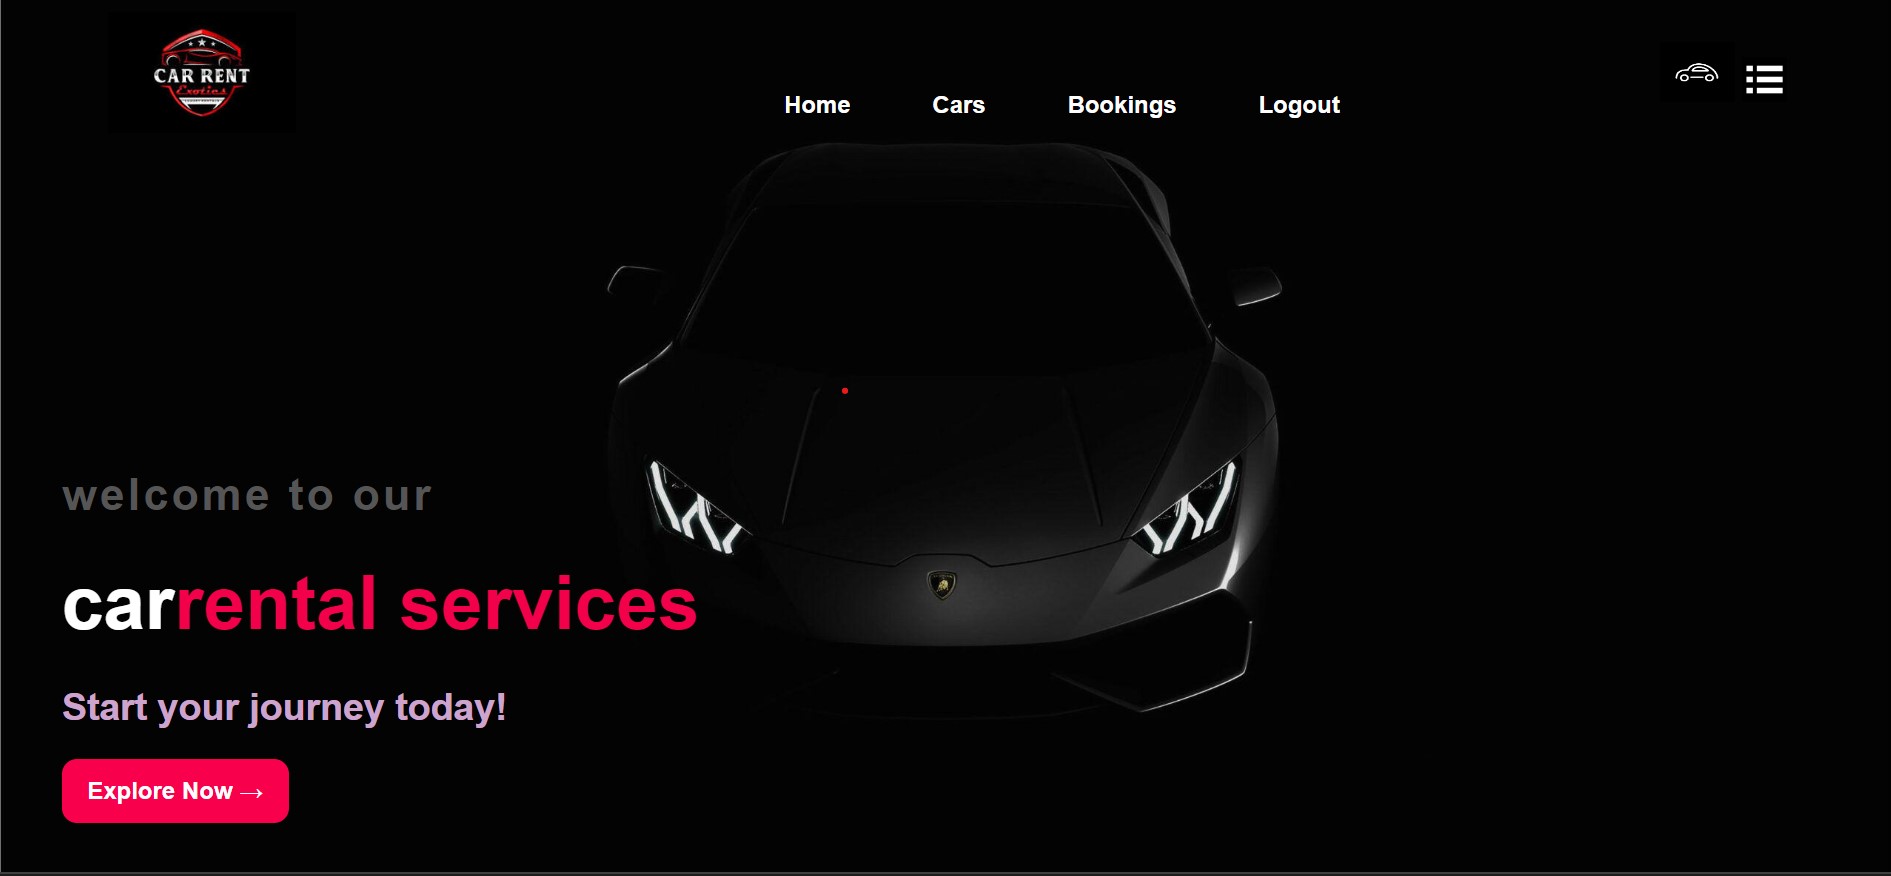 CAR RENT
Exotics
Home Cars Bookings Logout
welcome to our
carrental services
Start your journey today!
Explore Now →